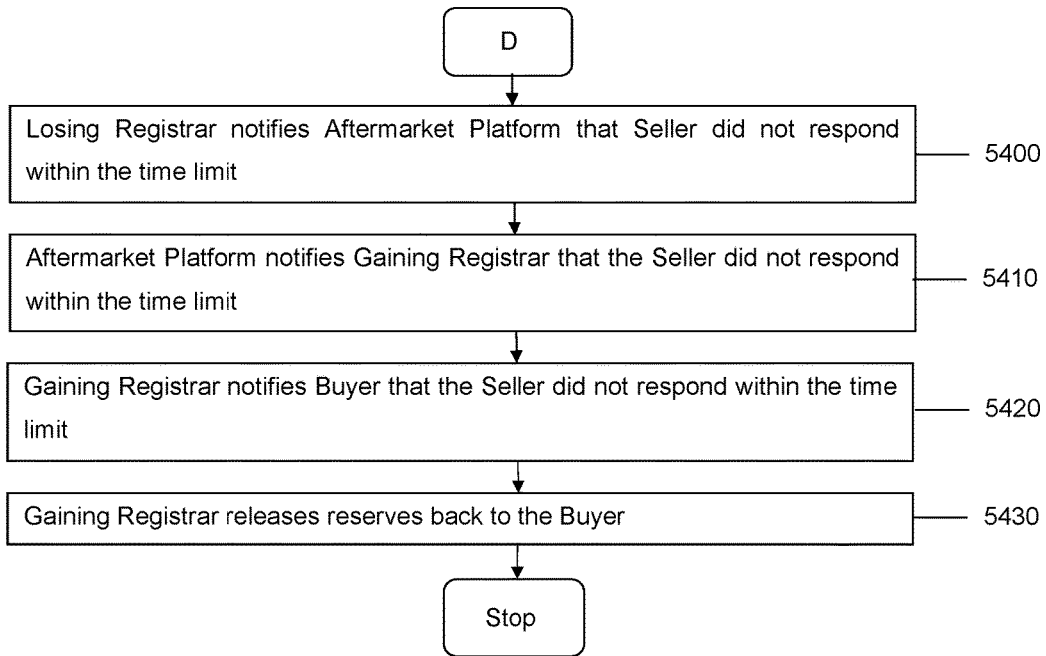 D
Losing Registrar notifies Aftermarket Platform that Seller did not respond
within the time limit
5400
Aftermarket Platform notifies Gaining Registrar that the Seller did not respond
within the time limit
5410
Gaining Registrar notifies Buyer that the Seller did not respond within the time
limit
5420
Gaining Registrar releases reserves back to the Buyer
5430
Stop